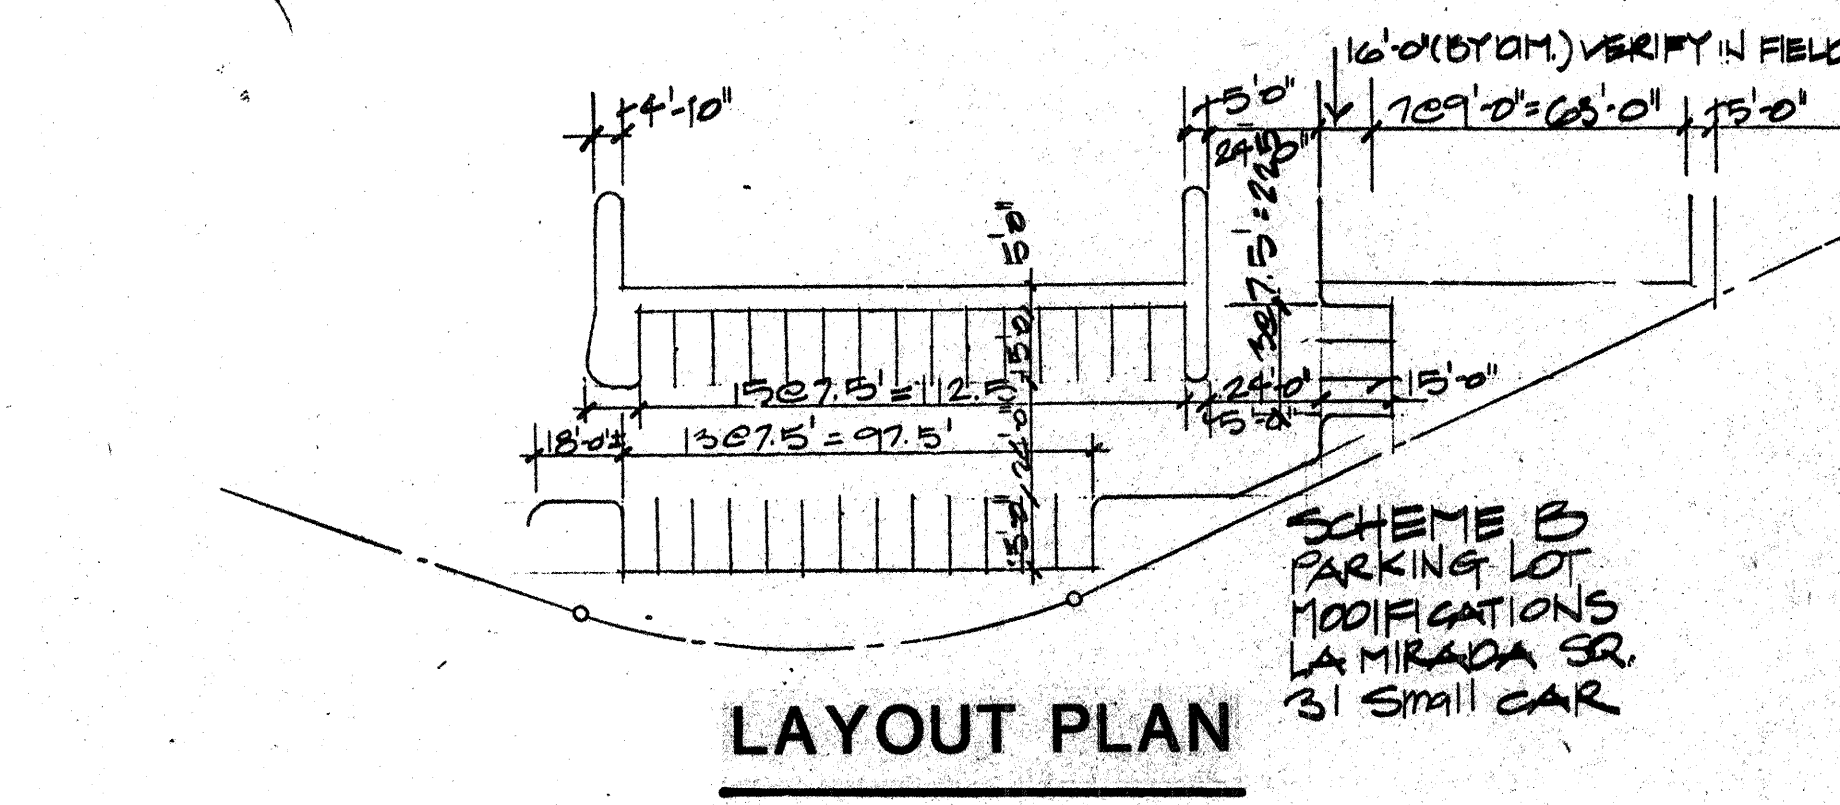 16'-0" (BY DIM.) VERIFY IN FIELD
4'-10"
5'-0"
7@9'-0"=63'-0"
5'-0"
24'-0"
3@7.5'=22.5
5'-0"
15'-0"
15@7.5'=112.5'
24'-0"
15'-0"
5'-0"
18'-0"±
13@7.5'=97.5'
24'-0"
15'-0"
SCHEME B
PARKING LOT
MODIFICATIONS
LA MIRADA SQ.
31 Small CAR
LAYOUT PLAN